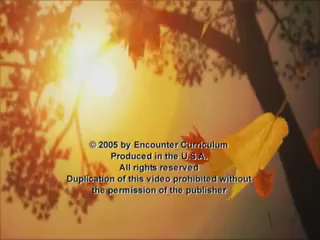 © 2005 by Encounter Curriculum
Produced in the U.S.A.
All rights reserved
Duplication of this video prohibited without
the permission of the publisher